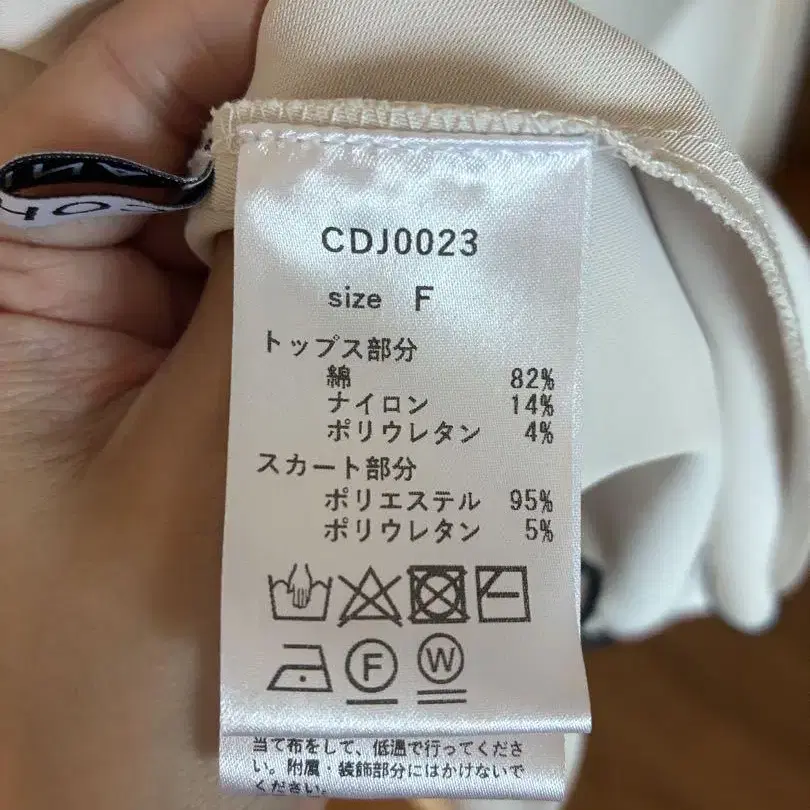 CDJ0023
size F
トップス部分
綿 82%
ナイロン 14%
ポリウレタン 4%
スカート部分
ポリエステル 95%
ポリウレタン 5%
F W
当て布をして、低温で行ってくださ
い。附属・装飾部分にはかけないで
ください。